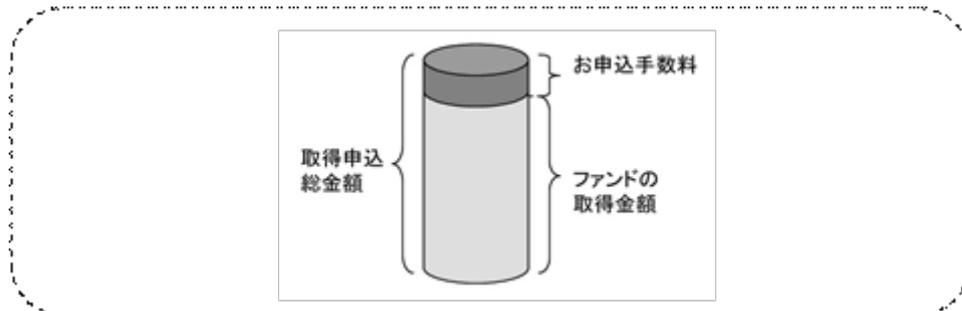 お申込手数料
取得申込
総金額
ファンドの
取得金額